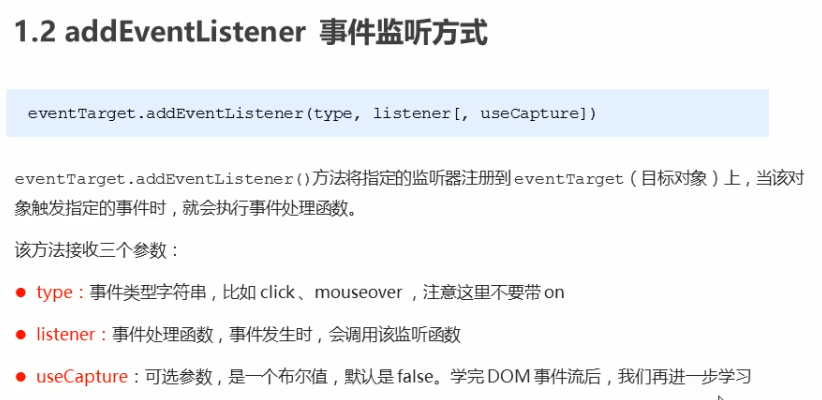 1.2 addEventListener 事件监听方式
eventTarget.addEventListener(type, listener[, useCapture])
eventTarget.addEventListener()方法将指定的监听器注册到 eventTarget（目标对象）上，当该对
象触发指定的事件时，就会执行事件处理函数。
该方法接收三个参数：
● type：事件类型字符串，比如 click 、mouseover ，注意这里不要带 on
● listener：事件处理函数，事件发生时，会调用该监听函数
● useCapture：可选参数，是一个布尔值，默认是 false。学完 DOM 事件流后，我们再进一步学习